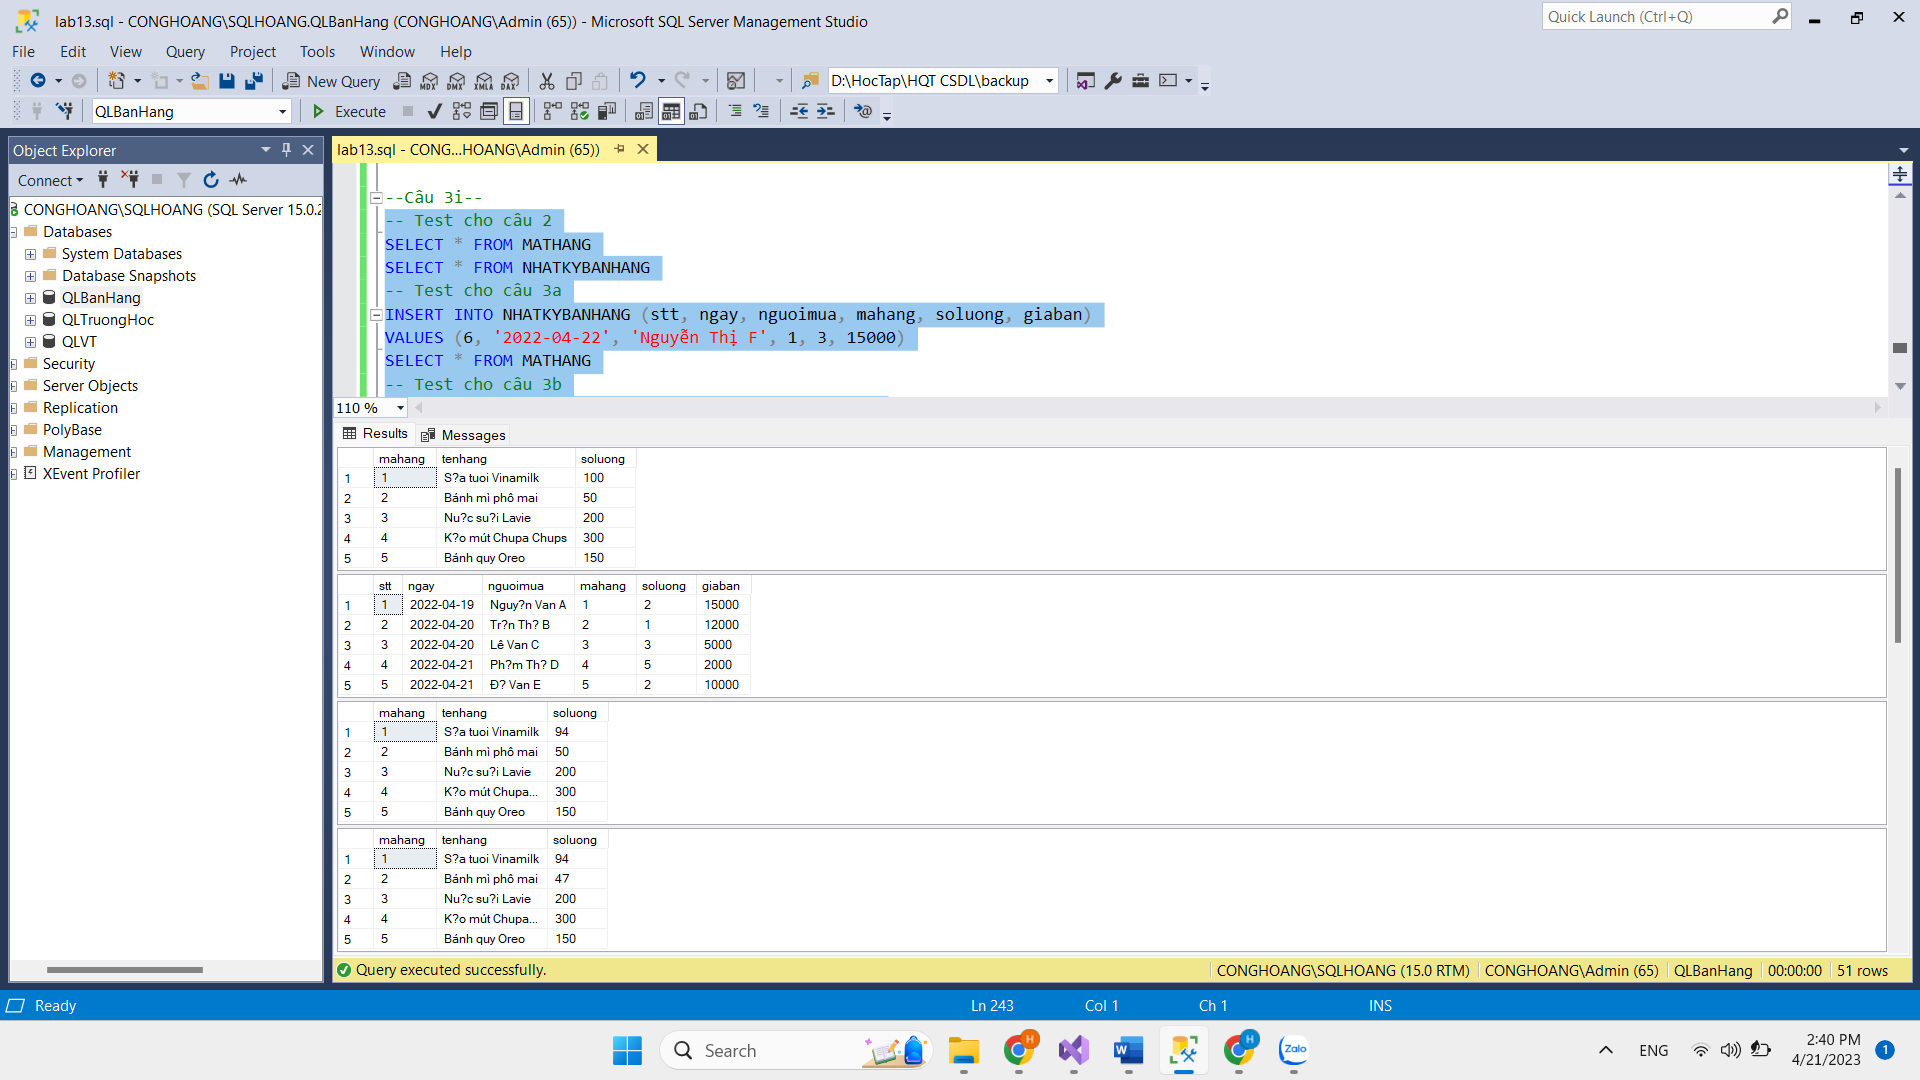 lab13.sql - CONGHOANG\SQLHOANG.QLBanHang (CONGHOANG\Admin (65)) - Microsoft SQL Server Management Studio
Quick Launch (Ctrl+Q)
File Edit View Query Project Tools Window Help
New Query
MDX DMX XMLA DAX
D:\HocTap\HQT CSDL\backup
QLBanHang
Execute
Object Explorer
Connect
CONGHOANG\SQLHOANG (SQL Server 15.0.2
Databases
System Databases
Database Snapshots
QLBanHang
QLTruongHoc
QLVT
Security
Server Objects
Replication
PolyBase
Management
XEvent Profiler
lab13.sql - CONG...HOANG\Admin (65))
--Câu 3i--
-- Test cho câu 2
SELECT * FROM MATHANG
SELECT * FROM NHATKYBANHANG
-- Test cho câu 3a
INSERT INTO NHATKYBANHANG (stt, ngay, nguoimua, mahang, soluong, giaban)
VALUES (6, '2022-04-22', 'Nguyễn Thị F', 1, 3, 15000)
SELECT * FROM MATHANG
-- Test cho câu 3b
110 %
Results Messages
mahang tenhang soluong
1 1 S?a tuoi Vinamilk 100
2 2 Bánh mì phô mai 50
3 3 Nu?c su?i Lavie 200
4 4 K?o mút Chupa Chups 300
5 5 Bánh quy Oreo 150
stt ngay nguoimua mahang soluong giaban
1 1 2022-04-19 Nguy?n Van A 1 2 15000
2 2 2022-04-20 Tr?n Th? B 2 1 12000
3 3 2022-04-20 Lê Van C 3 3 5000
4 4 2022-04-21 Ph?m Th? D 4 5 2000
5 5 2022-04-21 Đ? Van E 5 2 10000
mahang tenhang soluong
1 1 S?a tuoi Vinamilk 94
2 2 Bánh mì phô mai 50
3 3 Nu?c su?i Lavie 200
4 4 K?o mút Chupa... 300
5 5 Bánh quy Oreo 150
mahang tenhang soluong
1 1 S?a tuoi Vinamilk 94
2 2 Bánh mì phô mai 47
3 3 Nu?c su?i Lavie 200
4 4 K?o mút Chupa... 300
5 5 Bánh quy Oreo 150
Query executed successfully.
CONGHOANG\SQLHOANG (15.0 RTM) CONGHOANG\Admin (65) QLBanHang 00:00:00 51 rows
Ready
Ln 243 Col 1 Ch 1 INS
Search
H
W
H
Zalo
ENG
2:40 PM
4/21/2023
1